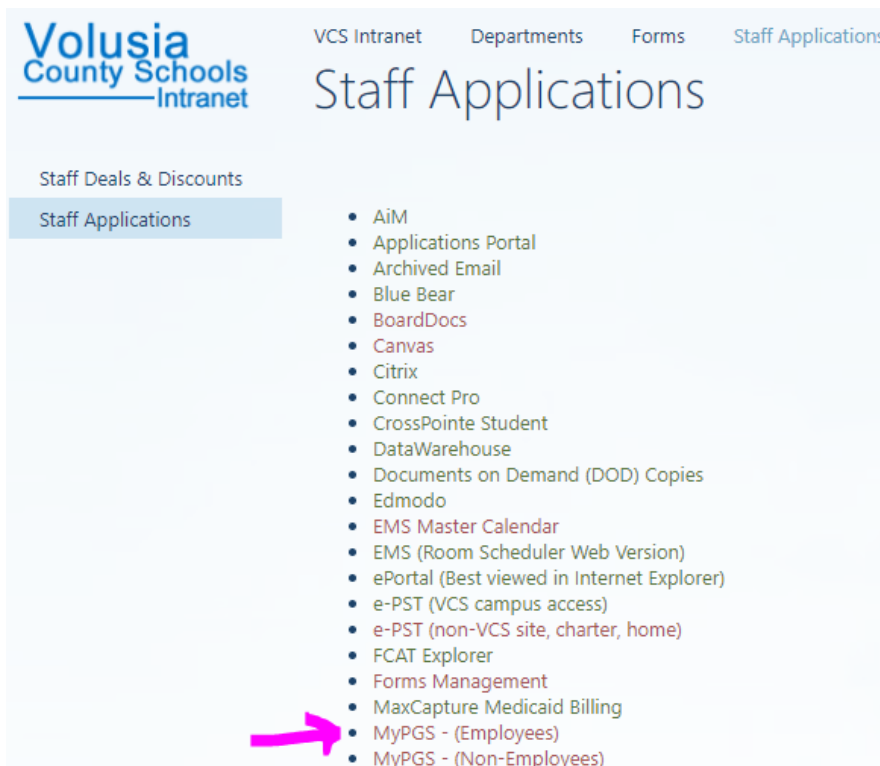 Volusia
County Schools
Intranet
VCS Intranet Departments Forms Staff Applications
Staff Applications
Staff Deals & Discounts
Staff Applications
AiM
Applications Portal
Archived Email
Blue Bear
BoardDocs
Canvas
Citrix
Connect Pro
CrossPointe Student
DataWarehouse
Documents on Demand (DOD) Copies
Edmodo
EMS Master Calendar
EMS (Room Scheduler Web Version)
ePortal (Best viewed in Internet Explorer)
e-PST (VCS campus access)
e-PST (non-VCS site, charter, home)
FCAT Explorer
Forms Management
MaxCapture Medicaid Billing
MyPGS - (Employees)
MyPGS - (Non-Employees)